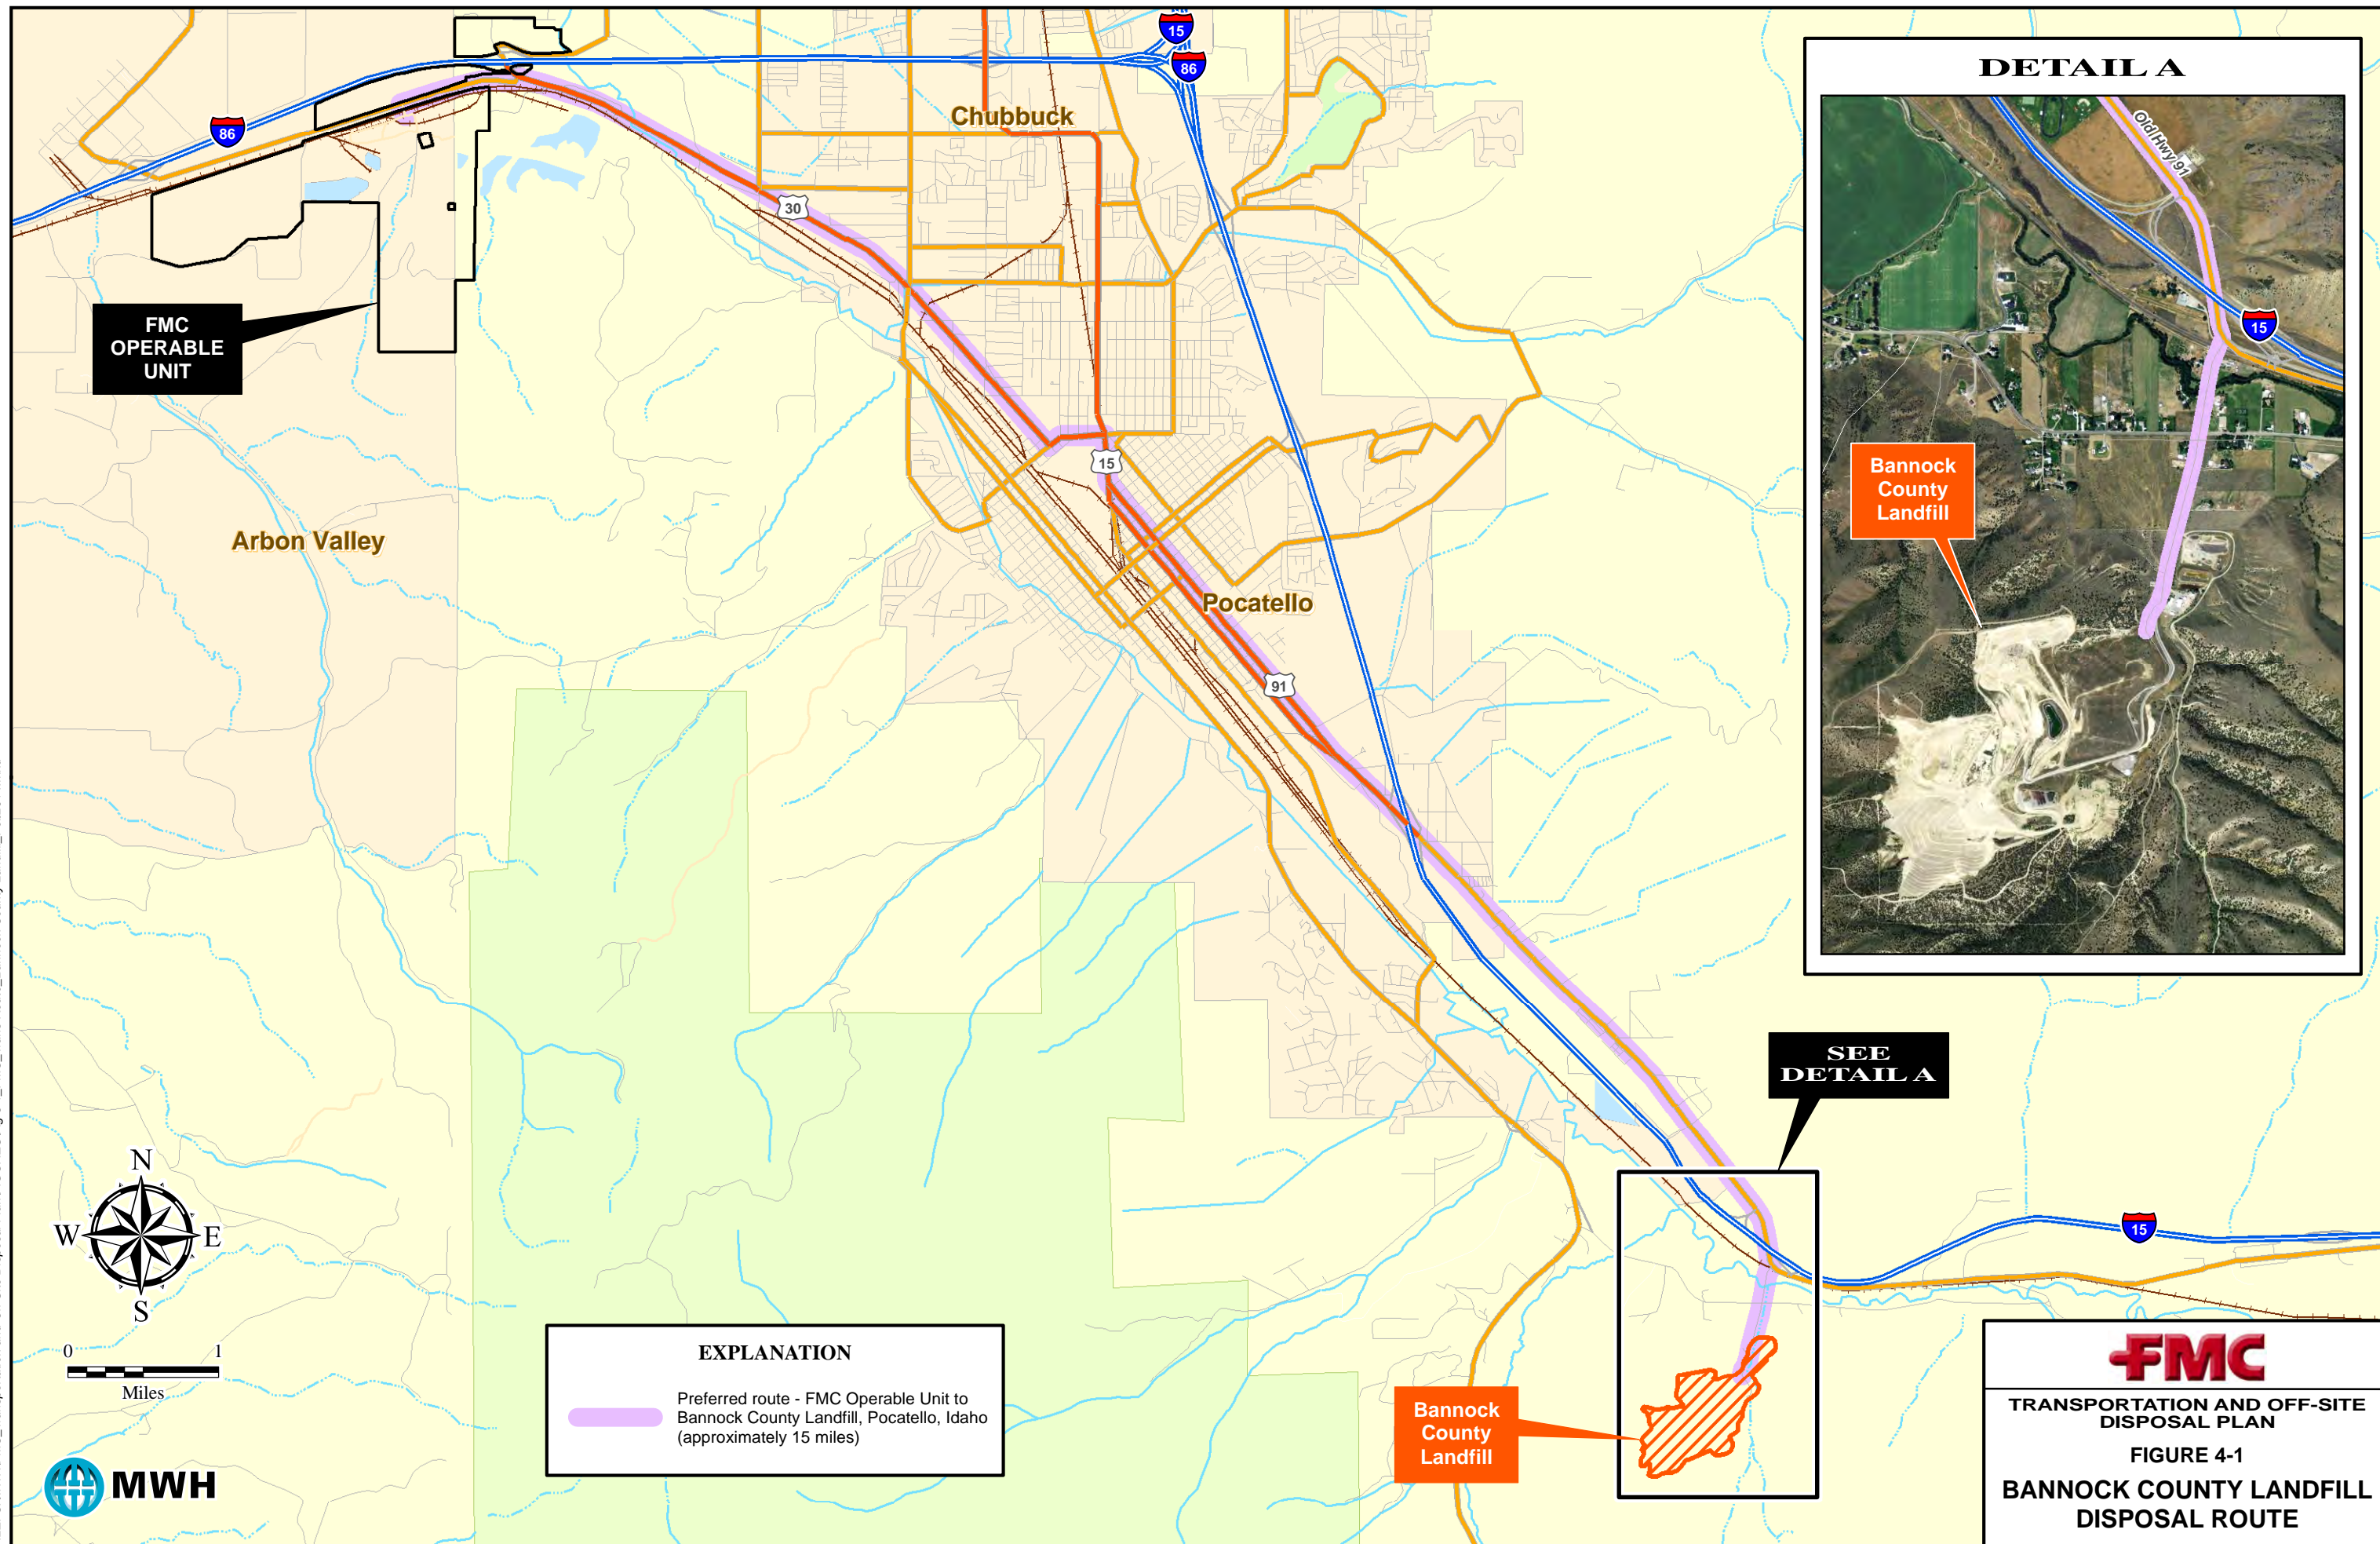 15
86
Chubbuck
86
30
FMC
OPERABLE
UNIT
15
Arbon Valley
Pocatello
91
DETAIL A
Old Hwy 91
15
Bannock
County
Landfill
SEE
DETAIL A
N
W
E
S
0
1
Miles
15
EXPLANATION
Preferred route - FMC Operable Unit to
Bannock County Landfill, Pocatello, Idaho
(approximately 15 miles)
Bannock
County
Landfill
MWH
FMC
TRANSPORTATION AND OFF-SITE
DISPOSAL PLAN
FIGURE 4-1
BANNOCK COUNTY LANDFILL
DISPOSAL ROUTE